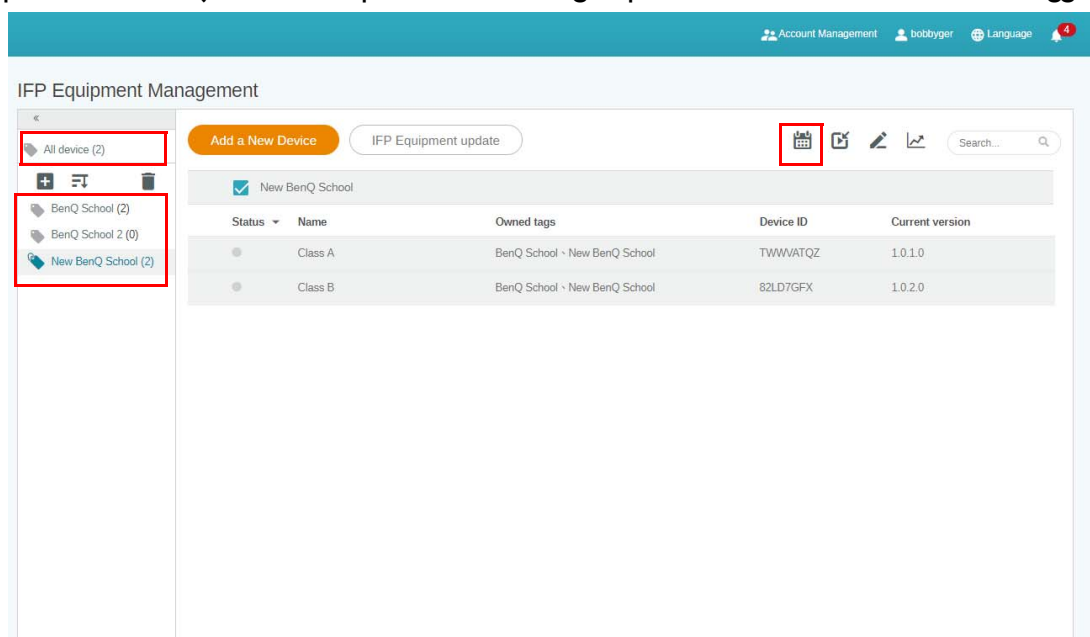 Account Management bobbyger Language 4
IFP Equipment Management
«
All device (2)
BenQ School (2)
BenQ School 2 (0)
New BenQ School (2)
Add a New Device IFP Equipment update Search...
New BenQ School
Status Name Owned tags Device ID Current version
Class A BenQ School、New BenQ School TWWVATQZ 1.0.1.0
Class B BenQ School、New BenQ School 82LD7GFX 1.0.2.0